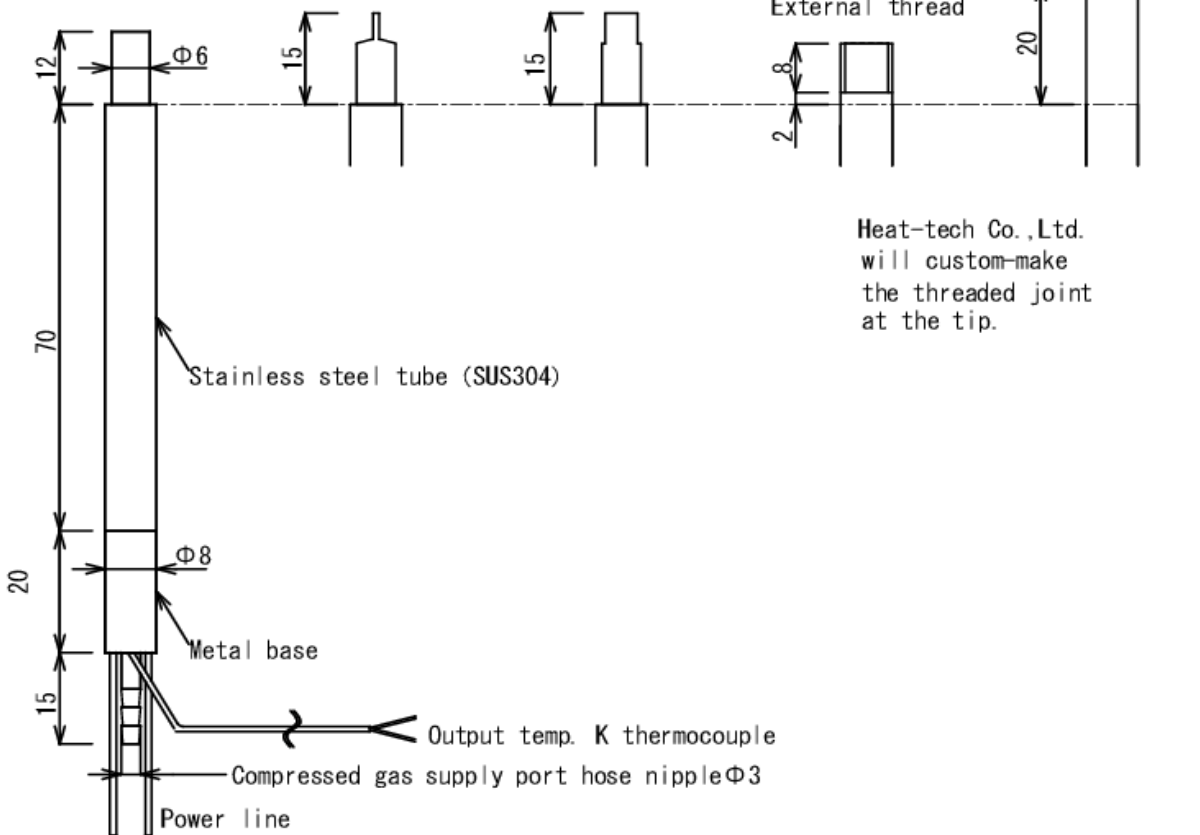 External thread
15
15
20
12
Φ6
8
2
Heat-tech Co.,Ltd.
will custom-make
the threaded joint
at the tip.
70
Stainless steel tube (SUS304)
Φ8
20
Metal base
15
Output temp. K thermocouple
Compressed gas supply port hose nippleΦ3
Power line